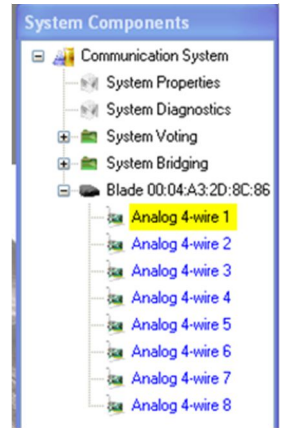 System Components
Communication System
System Properties
System Diagnostics
System Voting
System Bridging
Blade 00:04:A3:2D:8C:86
Analog 4-wire 1
Analog 4-wire 2
Analog 4-wire 3
Analog 4-wire 4
Analog 4-wire 5
Analog 4-wire 6
Analog 4-wire 7
Analog 4-wire 8